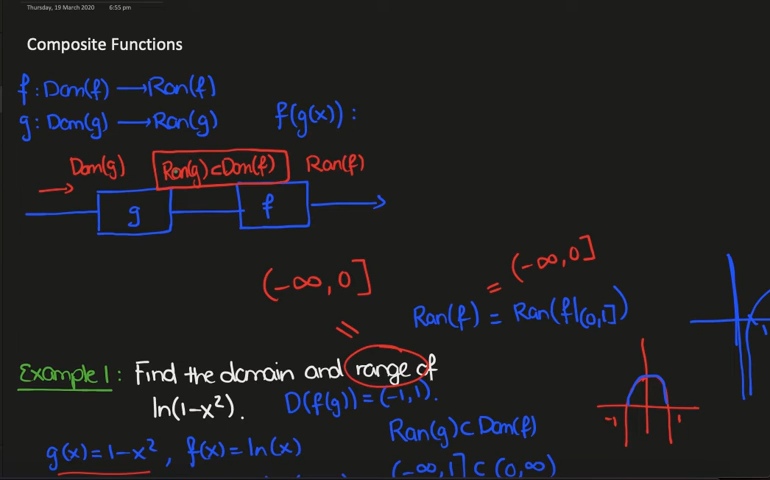 Thursday, 19 March 2020 6:55 pm
Composite Functions
f : Dom(f) → Ran(f)
g : Dom(g) → Ran(g)
f(g(x)) :
Dom(g) Ran(g) ⊂ Dom(f) Ran(f)
g f
(-∞, 0]
= (-∞, 0]
Ran(f) = Ran(f|(0,1])
=
Example 1 : Find the domain and range of
ln(1-x²).
D(f(g)) = (-1, 1).
Ran(g) ⊂ Dom(f)
g(x) = 1-x² , f(x) = ln(x)
(-∞, 1] ⊂ (0, ∞)
-1 1
1